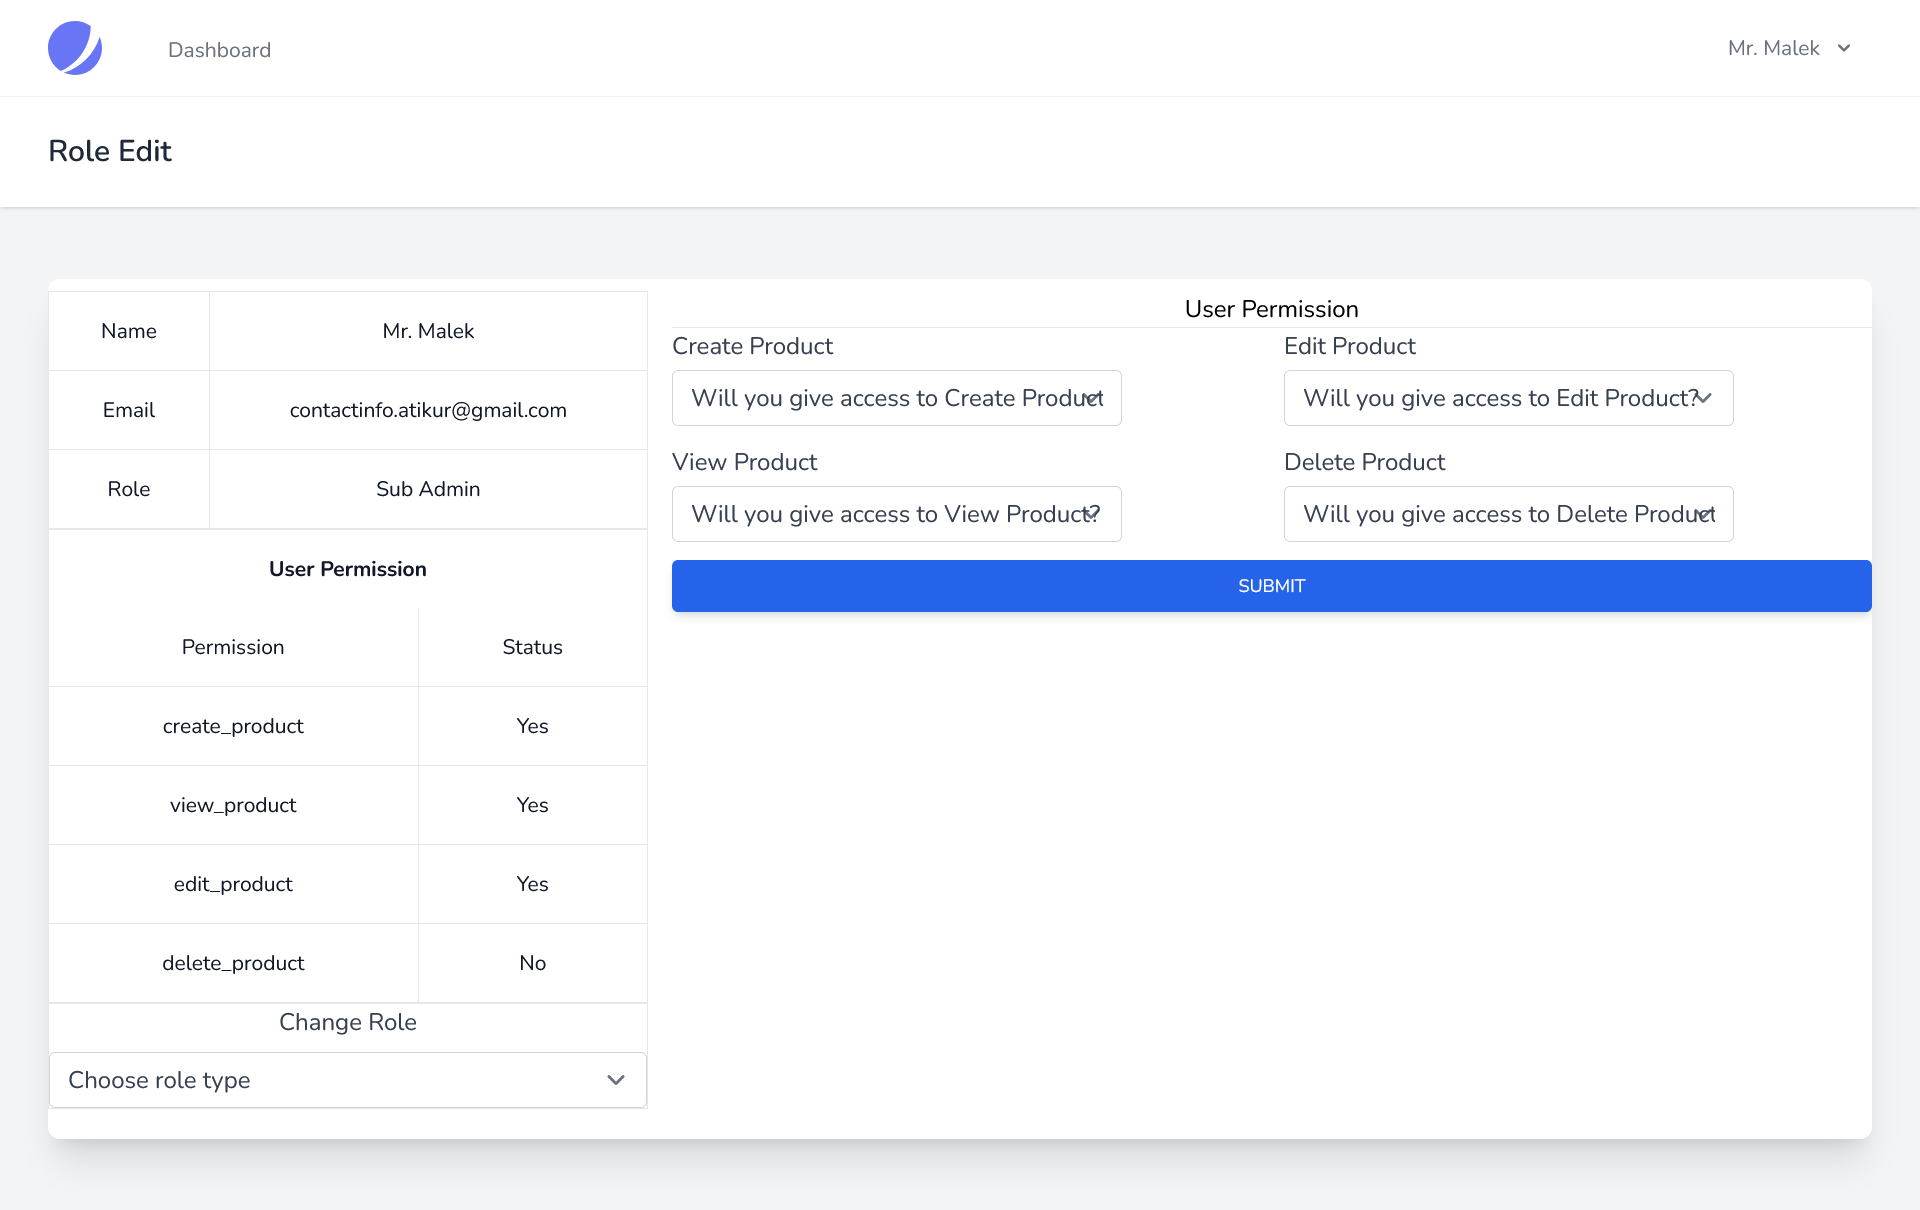 Dashboard
Mr. Malek
Role Edit
Name Mr. Malek
Email contactinfo.atikur@gmail.com
Role Sub Admin
User Permission
Permission Status
create_product Yes
view_product Yes
edit_product Yes
delete_product No
Change Role
Choose role type
User Permission
Create Product
Will you give access to Create Product
Edit Product
Will you give access to Edit Product?
View Product
Will you give access to View Product?
Delete Product
Will you give access to Delete Product
SUBMIT